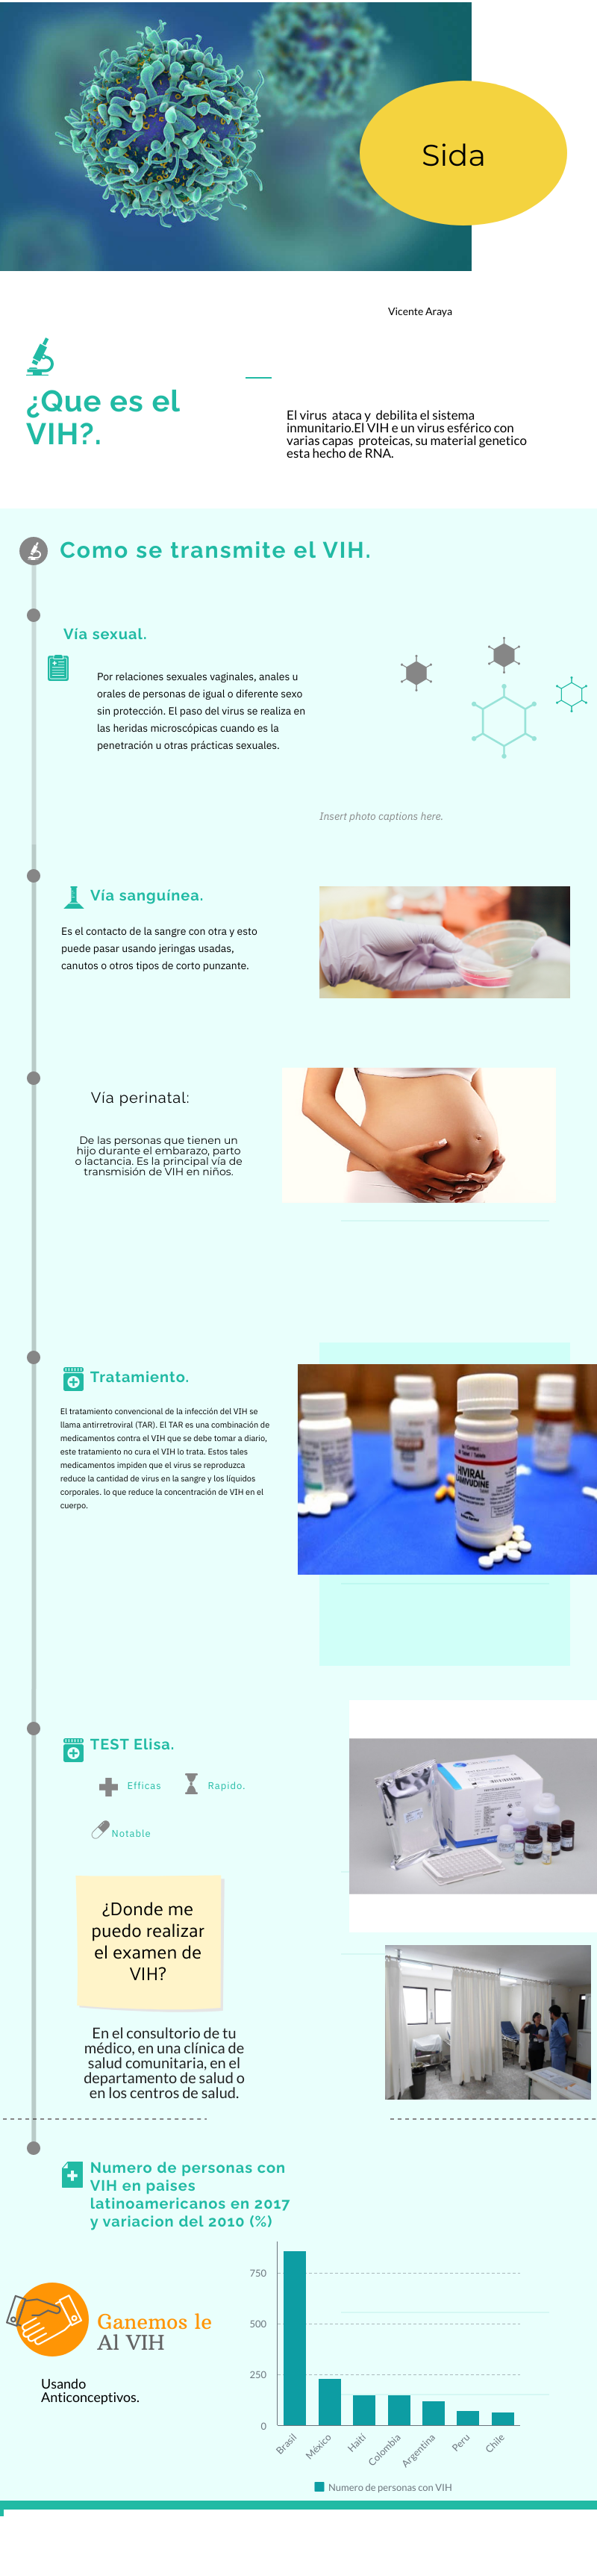 Sida
Vicente Araya
¿Que es el
VIH?.
El virus ataca y debilita el sistema
inmunitario.El VIH e un virus esférico con
varias capas proteicas, su material genetico
esta hecho de RNA.
Como se transmite el VIH.
Vía sexual.
Por relaciones sexuales vaginales, anales u
orales de personas de igual o diferente sexo
sin protección. El paso del virus se realiza en
las heridas microscópicas cuando es la
penetración u otras prácticas sexuales.
Insert photo captions here.
Vía sanguínea.
Es el contacto de la sangre con otra y esto
puede pasar usando jeringas usadas,
canutos o otros tipos de corto punzante.
Vía perinatal:
De las personas que tienen un
hijo durante el embarazo, parto
o lactancia. Es la principal vía de
transmisión de VIH en niños.
Tratamiento.
El tratamiento convencional de la infección del VIH se
llama antirretroviral (TAR). El TAR es una combinación de
medicamentos contra el VIH que se debe tomar a diario,
este tratamiento no cura el VIH lo trata. Estos tales
medicamentos impiden que el virus se reproduzca
reduce la cantidad de virus en la sangre y los líquidos
corporales. lo que reduce la concentración de VIH en el
cuerpo.
HIVIRAL
LAMIVUDINE
TEST Elisa.
Efficas
Rapido.
Notable
¿Donde me
puedo realizar
el examen de
VIH?
En el consultorio de tu
médico, en una clínica de
salud comunitaria, en el
departamento de salud o
en los centros de salud.
Numero de personas con
VIH en paises
latinoamericanos en 2017
y variacion del 2010 (%)
Ganemos le
Al VIH
Usando
Anticonceptivos.
750
500
250
0
Brasil
México
Haití
Colombia
Argentina
Peru
Chile
Numero de personas con VIH